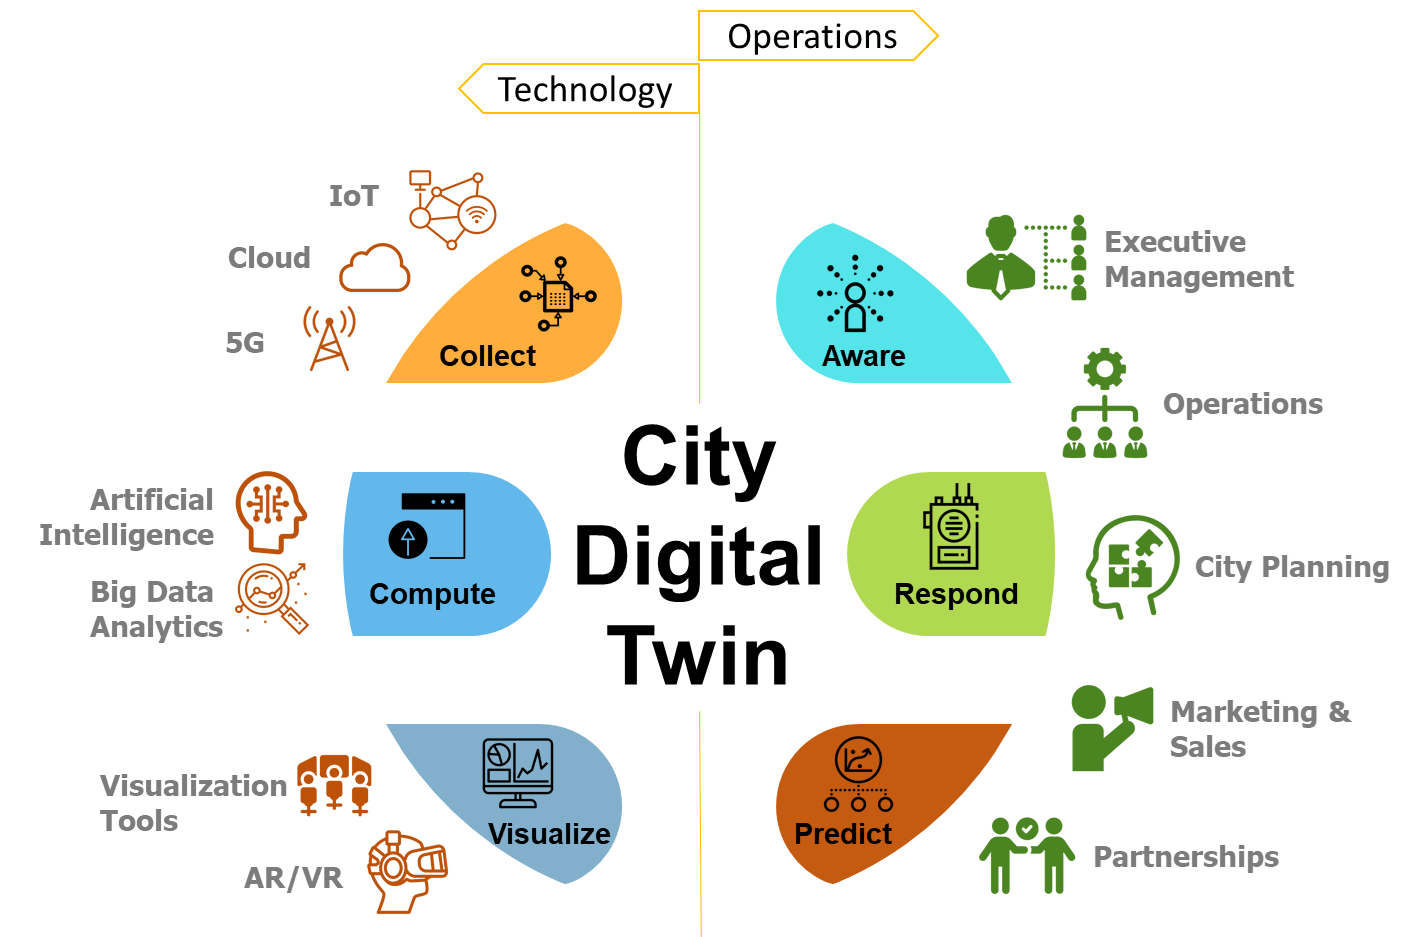 Operations
Technology
IoT
Cloud
5G
Collect
Artificial
Intelligence
Big Data
Analytics
Compute
Visualization
Tools
AR/VR
Visualize
City
Digital
Twin
Aware
Executive
Management
Operations
Respond
City Planning
Marketing &
Sales
Predict
Partnerships